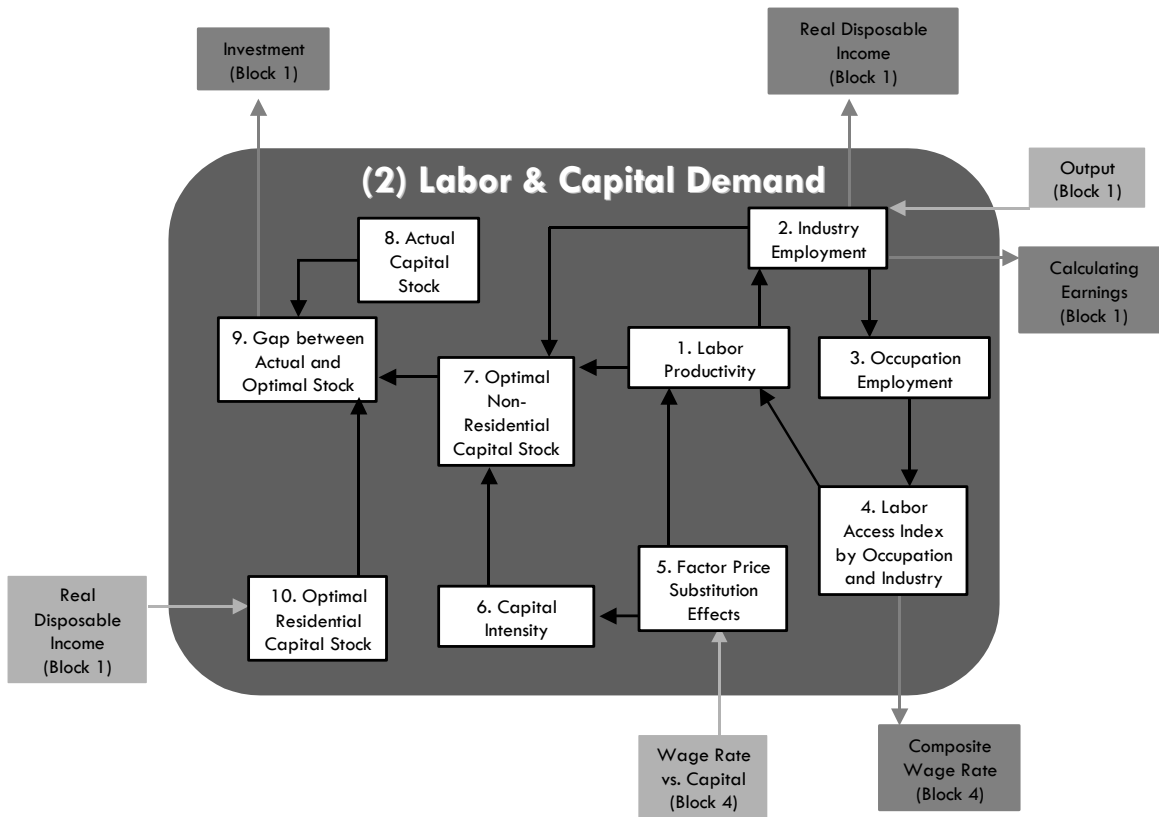 Investment
(Block 1)
Real Disposable
Income
(Block 1)
(2) Labor & Capital Demand
Output
(Block 1)
2. Industry
Employment
8. Actual
Capital
Stock
Calculating
Earnings
(Block 1)
9. Gap between
Actual and
Optimal Stock
1. Labor
Productivity
3. Occupation
Employment
7. Optimal
Non-
Residential
Capital Stock
4. Labor
Access Index
by Occupation
and Industry
5. Factor Price
Substitution
Effects
6. Capital
Intensity
10. Optimal
Residential
Capital Stock
Real
Disposable
Income
(Block 1)
Wage Rate
vs. Capital
(Block 4)
Composite
Wage Rate
(Block 4)